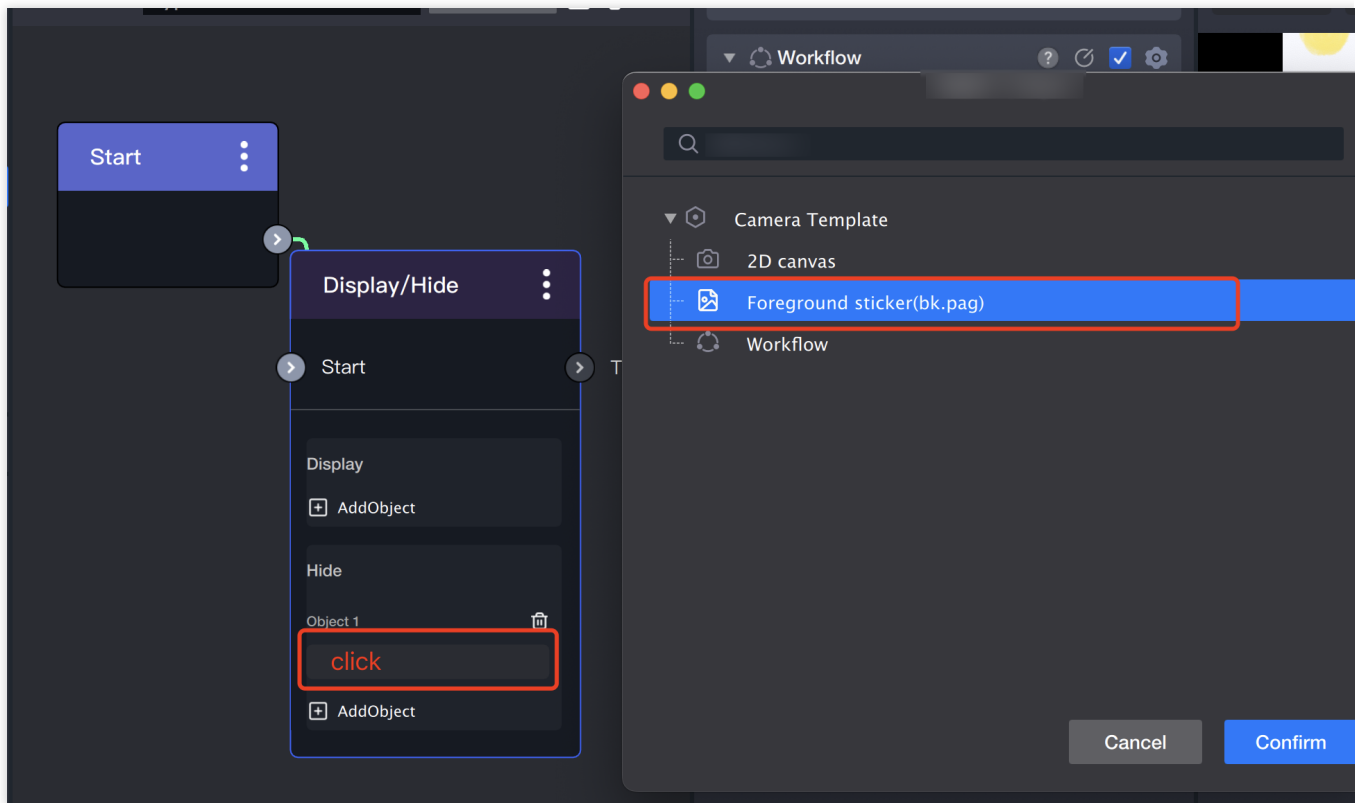 Workflow
?
Start
Display/Hide
Start
T
Display
AddObject
Hide
Object 1
click
AddObject
Camera Template
2D canvas
Foreground sticker(bk.pag)
Workflow
Cancel
Confirm